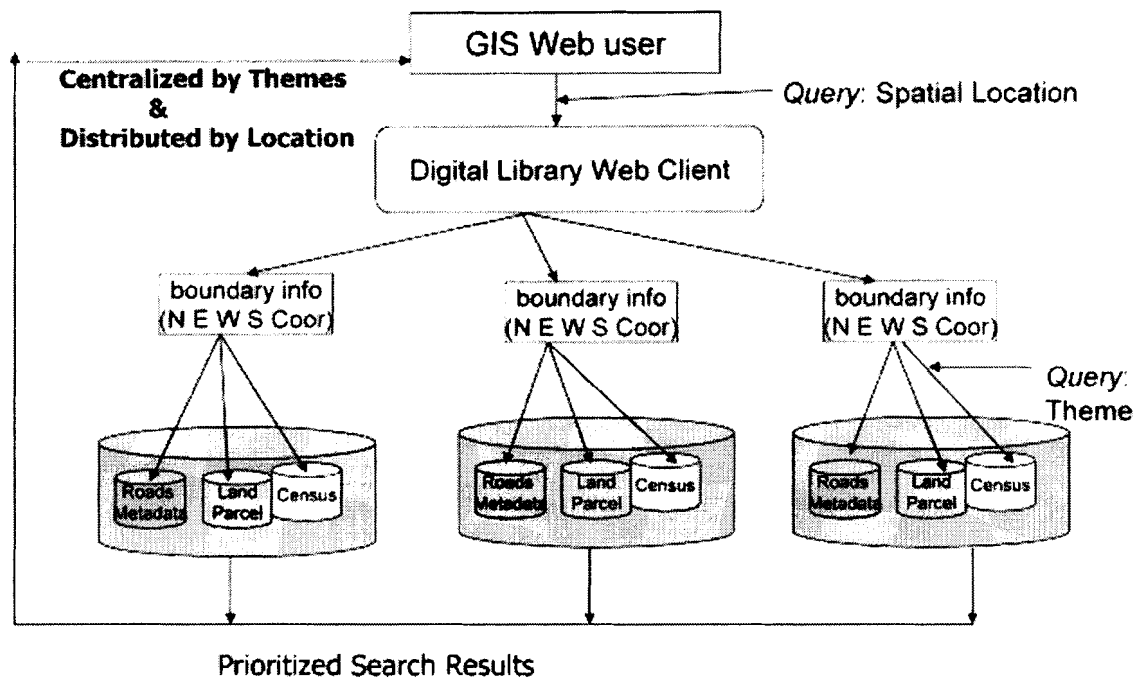 GIS Web user
Centralized by Themes
&
Distributed by Location
Query: Spatial Location
Digital Library Web Client
boundary info
(N E W S Coor)
boundary info
(N E W S Coor)
boundary info
(N E W S Coor)
Query:
Theme
Roads
Metadata
Land
Parcel
Census
Roads
Metadata
Land
Parcel
Census
Roads
Metadata
Land
Parcel
Census
Prioritized Search Results